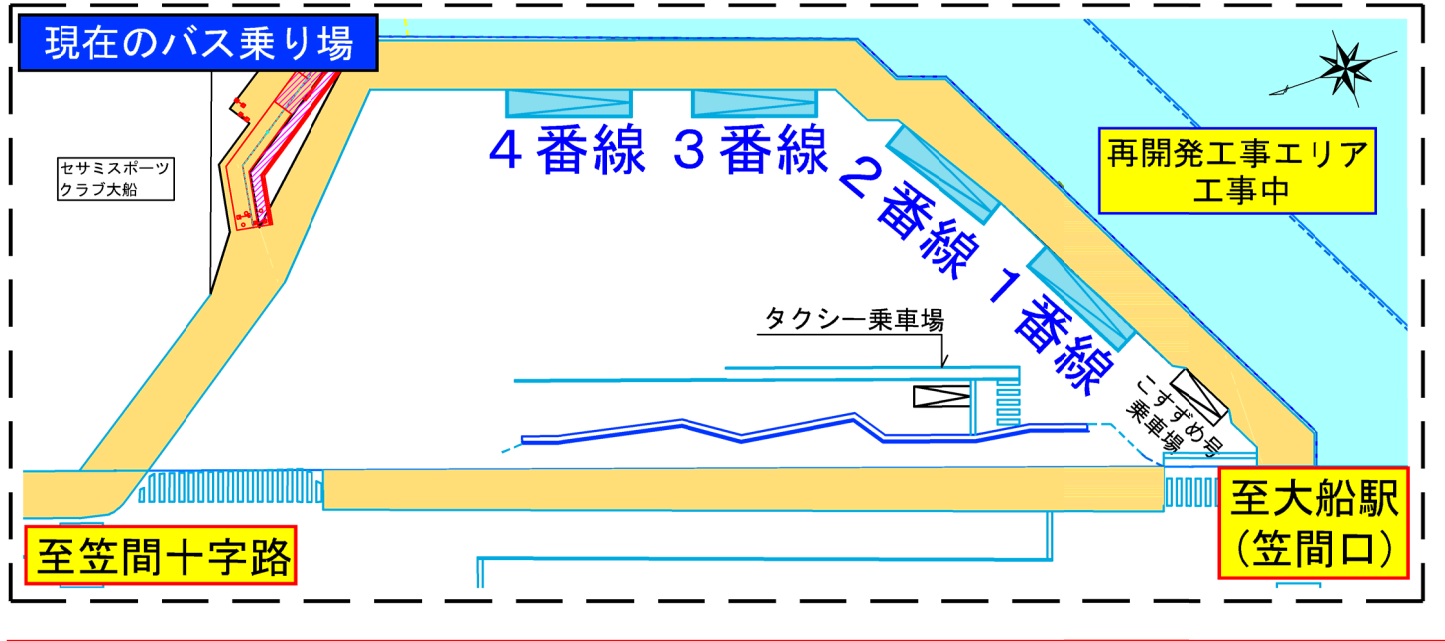 現在のバス乗り場
4番線
3番線
2番線
1番線
再開発工事エリア
工事中
セサミスポーツ
クラブ大船
タクシー乗車場
こすずめ号
乗車場
至笠間十字路
至大船駅
(笠間口)